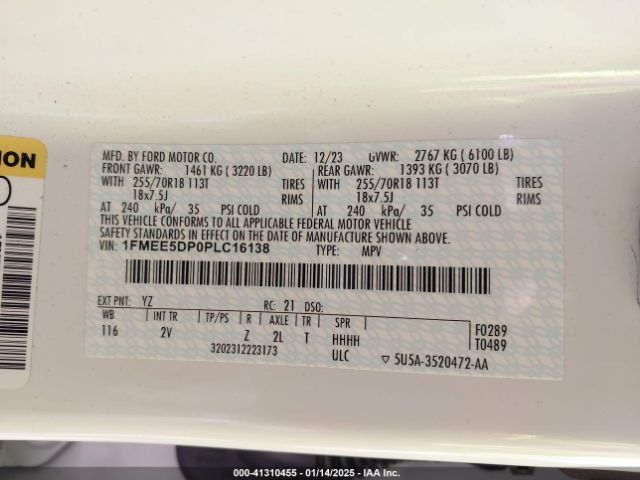 MFD. BY FORD MOTOR CO. DATE: 12/23 GVWR: 2767 KG ( 6100 LB)
FRONT GAWR: 1461 KG ( 3220 LB) REAR GAWR: 1393 KG ( 3070 LB)
WITH 255/70R18 113T TIRES WITH 255/70R18 113T TIRES
18x7.5J RIMS 18x7.5J RIMS
AT 240 kPa/ 35 PSI COLD AT 240 kPa/ 35 PSI COLD
THIS VEHICLE CONFORMS TO ALL APPLICABLE FEDERAL MOTOR VEHICLE
SAFETY STANDARDS IN EFFECT ON THE DATE OF MANUFACTURE SHOWN ABOVE.
VIN: 1FMEE5DP0PLC16138 TYPE: MPV
EXT PNT: YZ RC: 21 DSO:
WB INT TR TP/PS R AXLE TR SPR F0289
116 2V Z 2L T HHHH T0489
3202312223173 ULC ▽ 5U5A-3520472-AA
ION
000-41310455 - 01/14/2025 - IAA Inc.